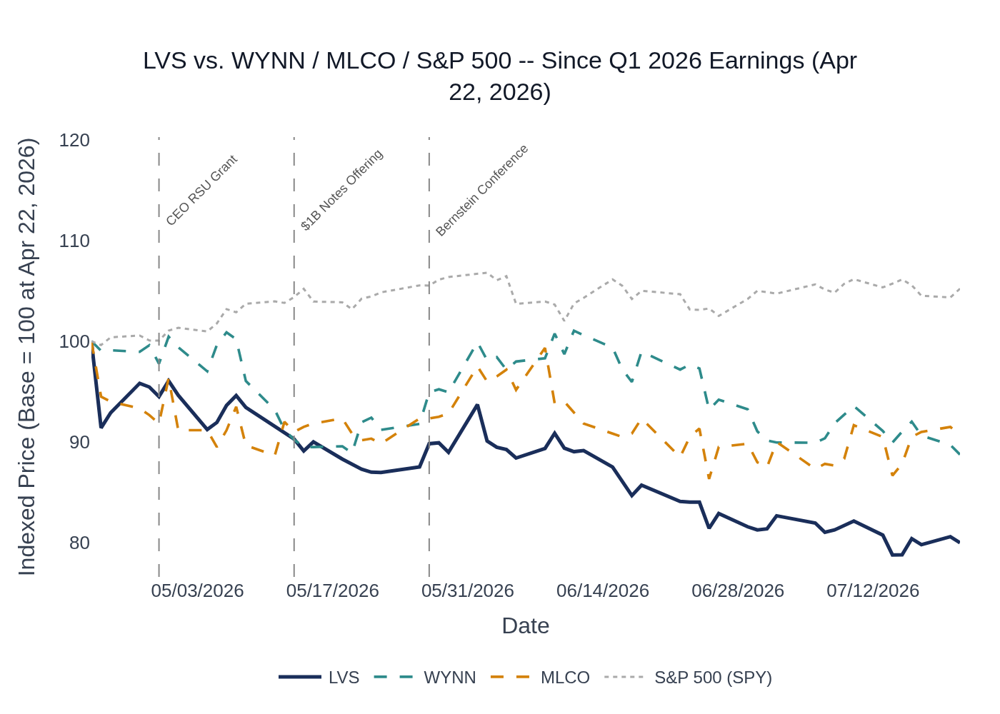 LVS vs. WYNN / MLCO / S&P 500 -- Since Q1 2026 Earnings (Apr
22, 2026)
Indexed Price (Base = 100 at Apr 22, 2026)
120
110
100
90
80
CEO RSU Grant
$1B Notes Offering
Bernstein Conference
05/03/2026
05/17/2026
05/31/2026
06/14/2026
06/28/2026
07/12/2026
Date
LVS
WYNN
MLCO
S&P 500 (SPY)